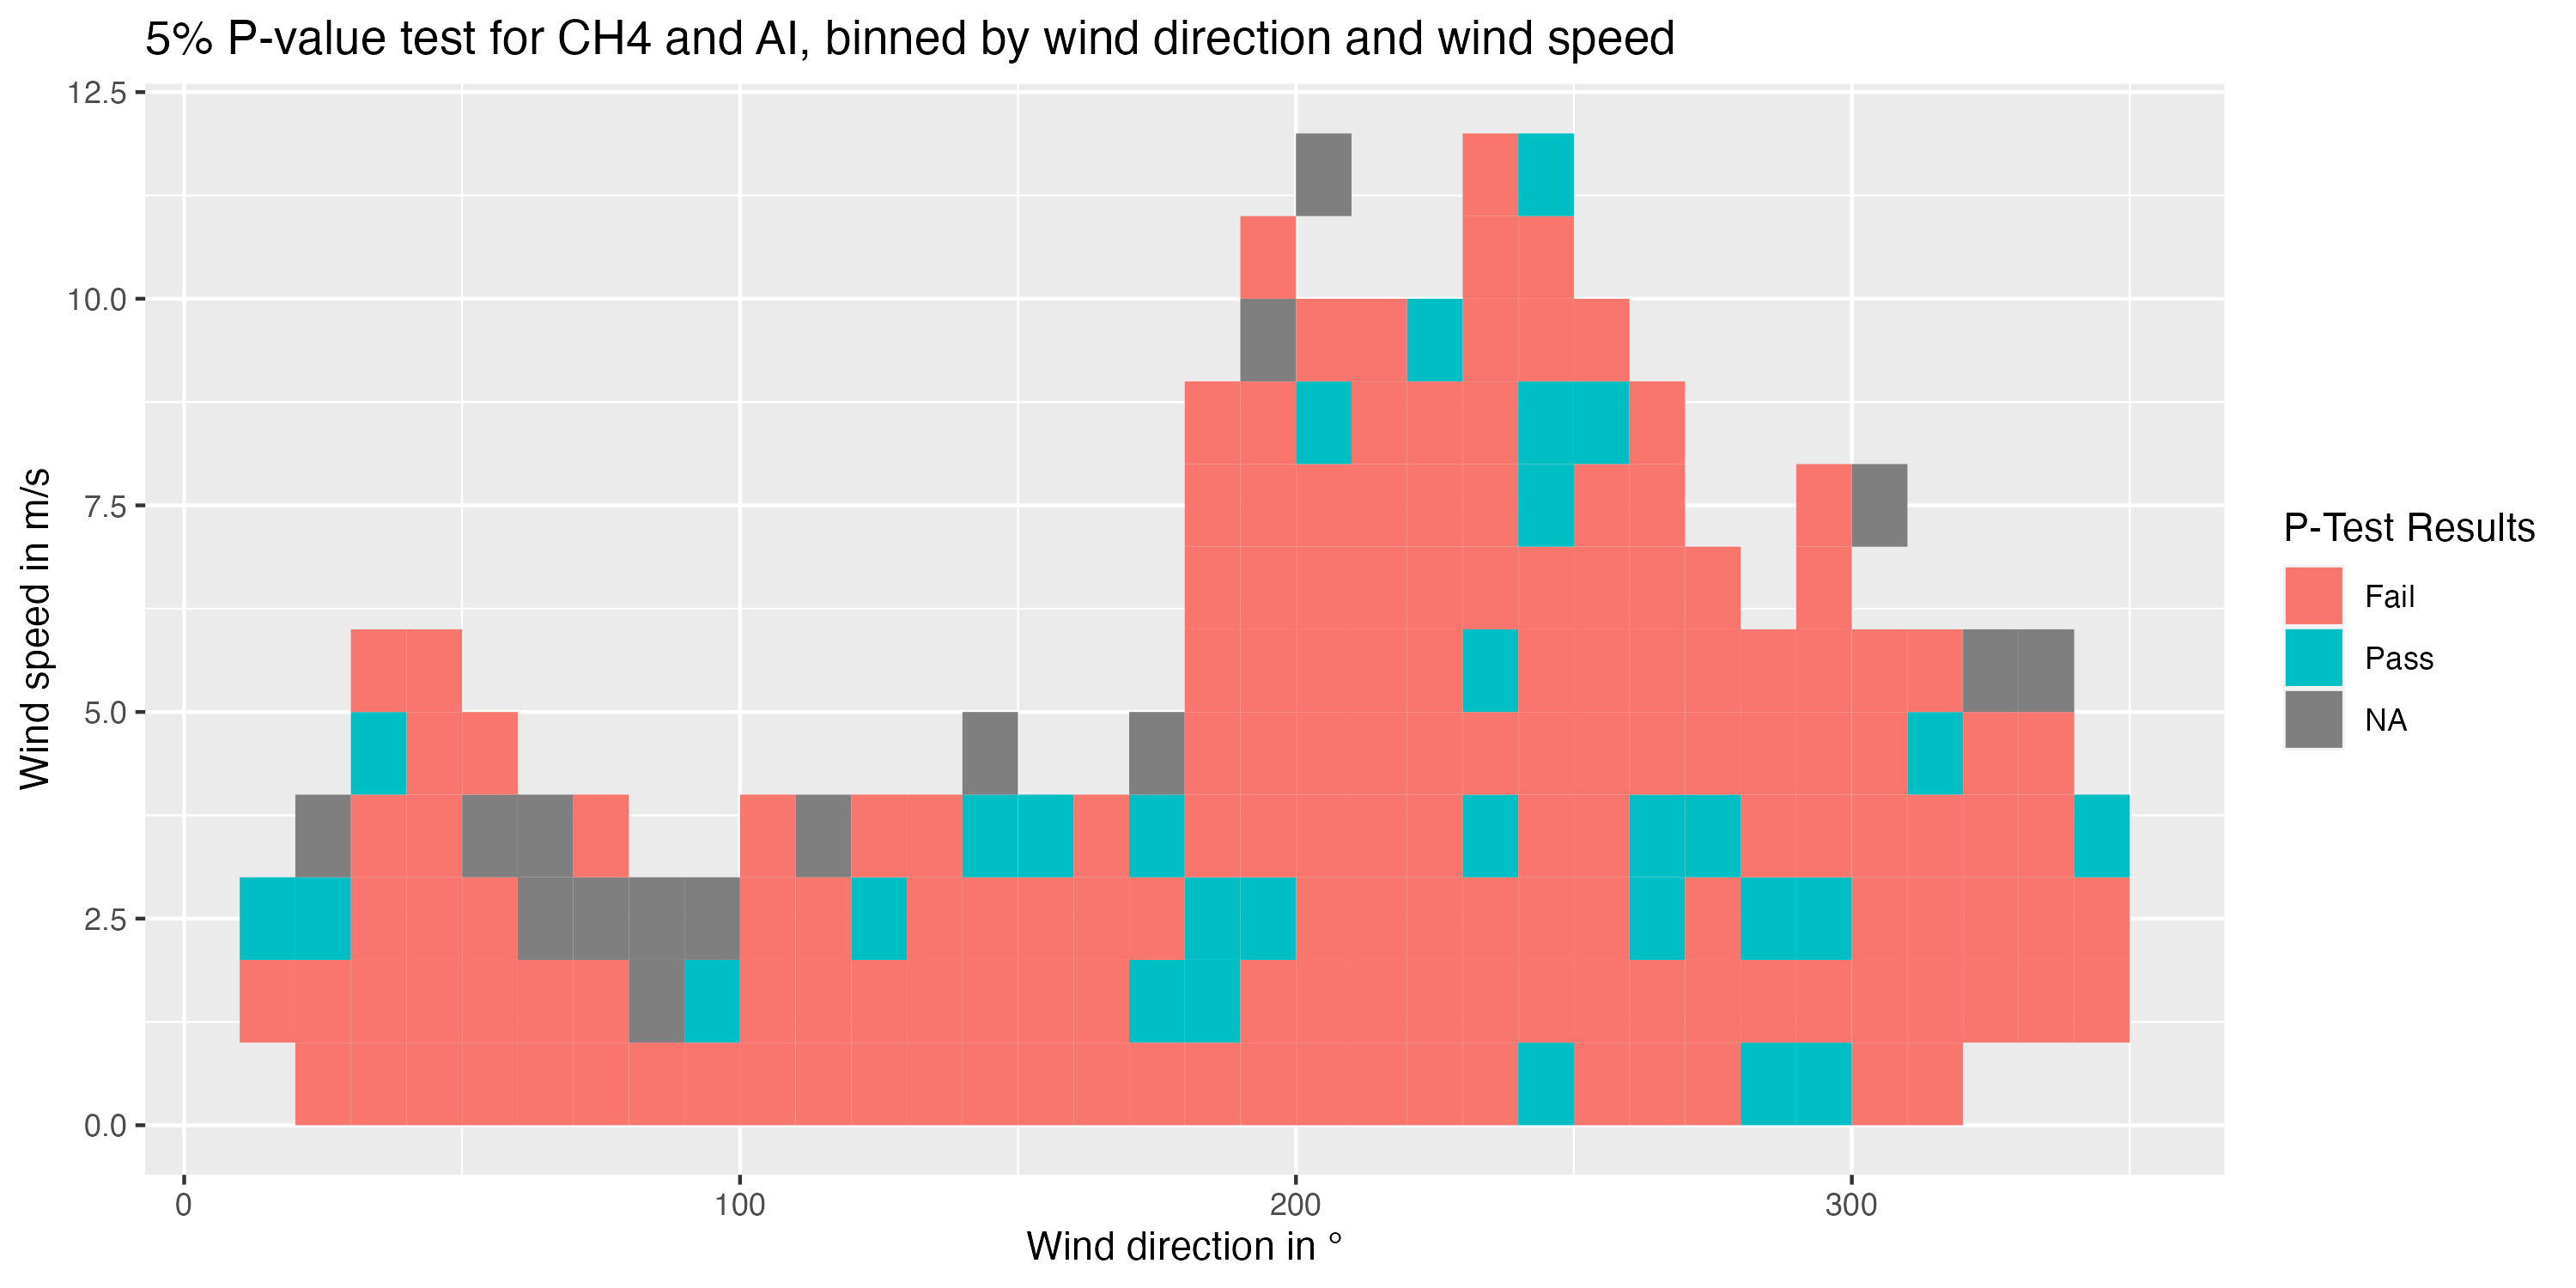 5% P-value test for CH4 and AI, binned by wind direction and wind speed
12.5
10.0
7.5
5.0
2.5
0.0
Wind speed in m/s
0 100 200 300
Wind direction in °
P-Test Results
Fail
Pass
NA